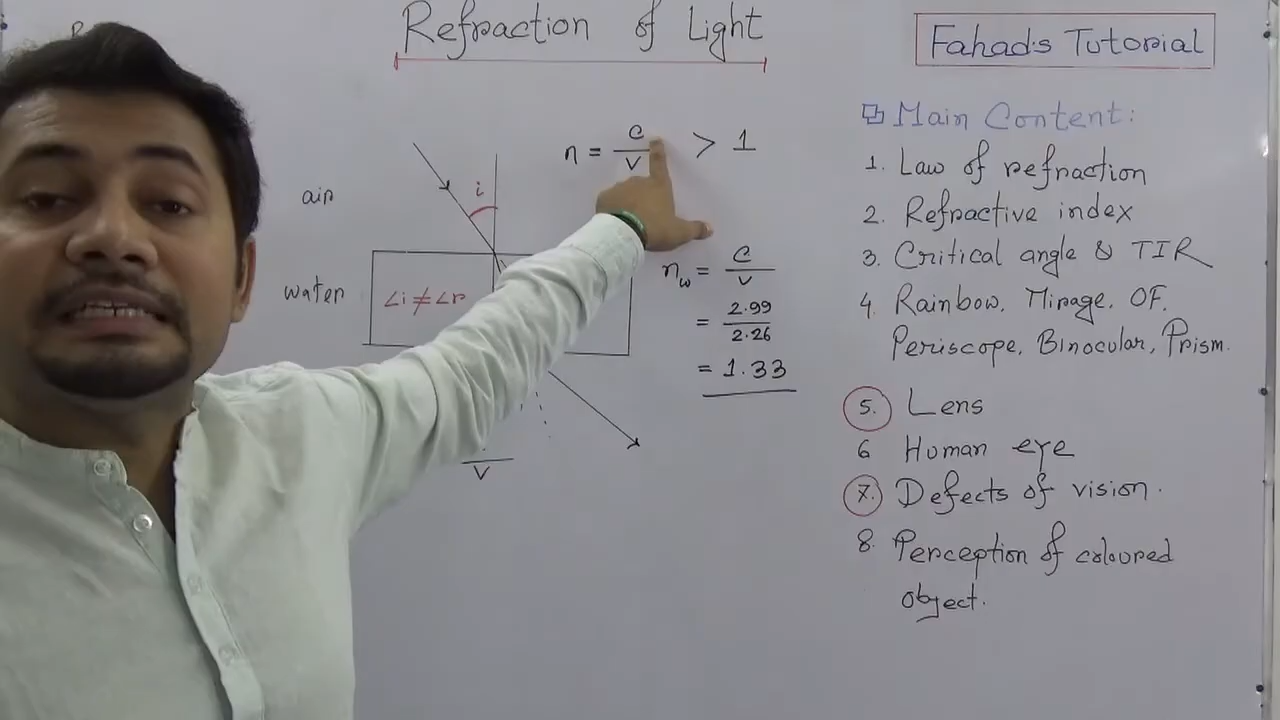 Refraction of Light
n = c/v > 1
air
i
water
∠i ≠ ∠r
n_w = c/v
= 2.99/2.26
= 1.33
v
Fahad's Tutorial
Main Content:
1. Law of refraction
2. Refractive index
3. Critical angle & TIR
4. Rainbow, Mirage, OF,
Periscope, Binocular, Prism.
5. Lens
6 Human eye
7. Defects of vision.
8. Perception of coloured
object.